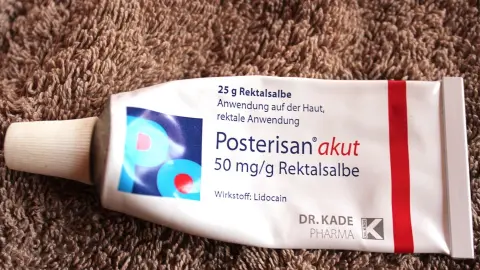 25 g Rektalsalbe
Anwendung auf der Haut,
rektale Anwendung
Posterisan® akut
50 mg/g Rektalsalbe
Wirkstoff: Lidocain
DR. KADE
PHARMA